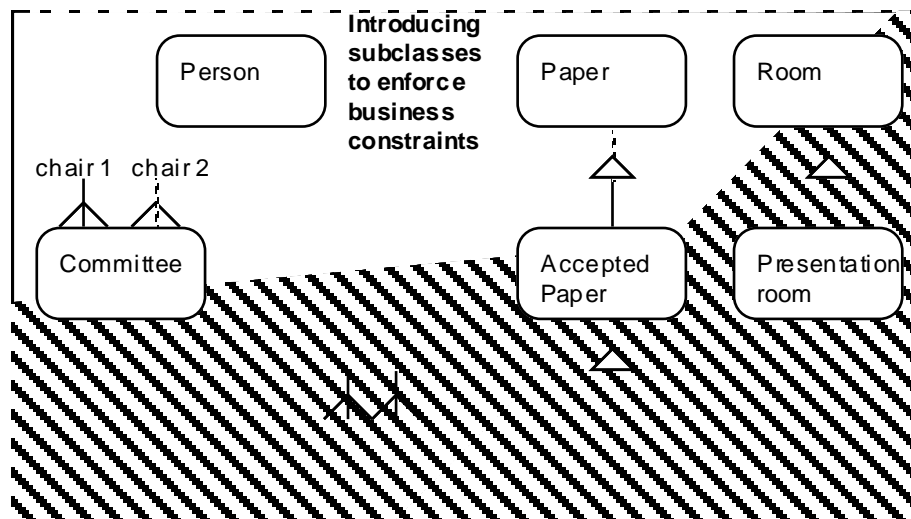 Introducing
subclasses
to enforce
business
constraints
Person
Paper
Room
chair 1 chair 2
Committee
Accepted
Paper
Presentation
room